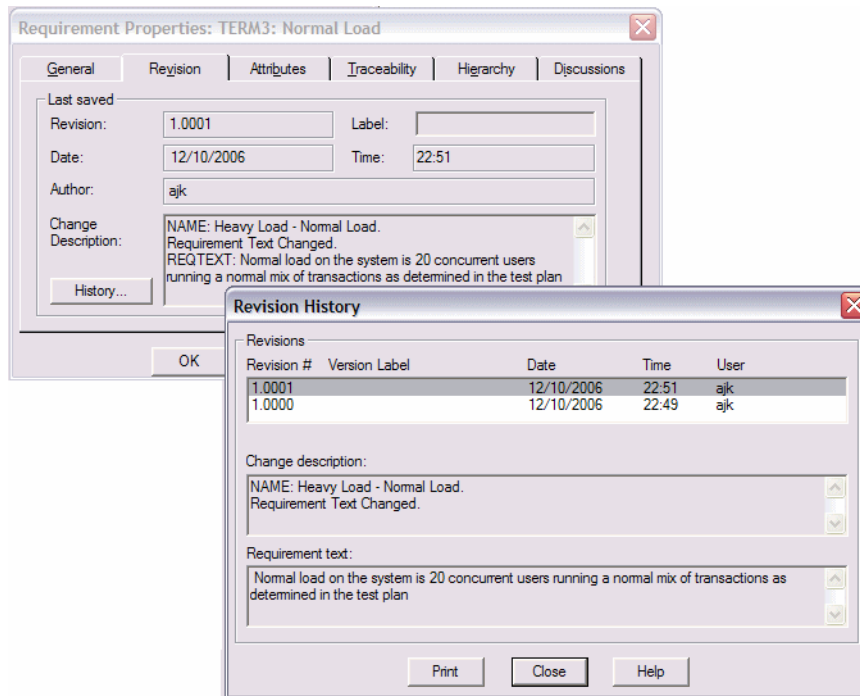 Requirement Properties: TERM3: Normal Load
General Revision Attributes Traceability Hierarchy Discussions
Last saved
Revision: 1.0001 Label:
Date: 12/10/2006 Time: 22:51
Author: ajk
Change
Description:
NAME: Heavy Load - Normal Load.
Requirement Text Changed.
REQTEXT: Normal load on the system is 20 concurrent users
running a normal mix of transactions as determined in the test plan
History...
OK
Revision History
Revisions
Revision # Version Label Date Time User
1.0001 12/10/2006 22:51 ajk
1.0000 12/10/2006 22:49 ajk
Change description:
NAME: Heavy Load - Normal Load.
Requirement Text Changed.
Requirement text:
Normal load on the system is 20 concurrent users running a normal mix of transactions as
determined in the test plan
Print Close Help